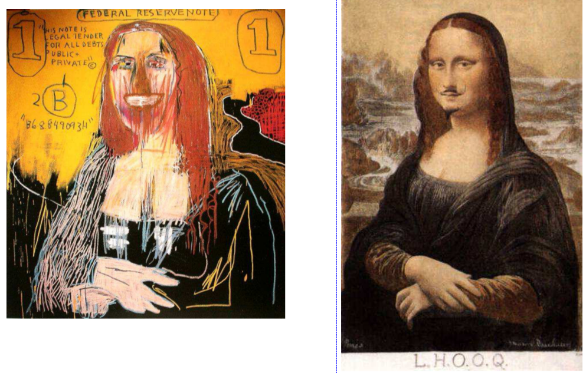 FEDERAL RESERVE NOTE
1
1
THIS NOTE IS
LEGAL TENDER
FOR ALL DEBTS
PUBLIC +
PRIVATE ©
2 B
L.H.O.O.Q.